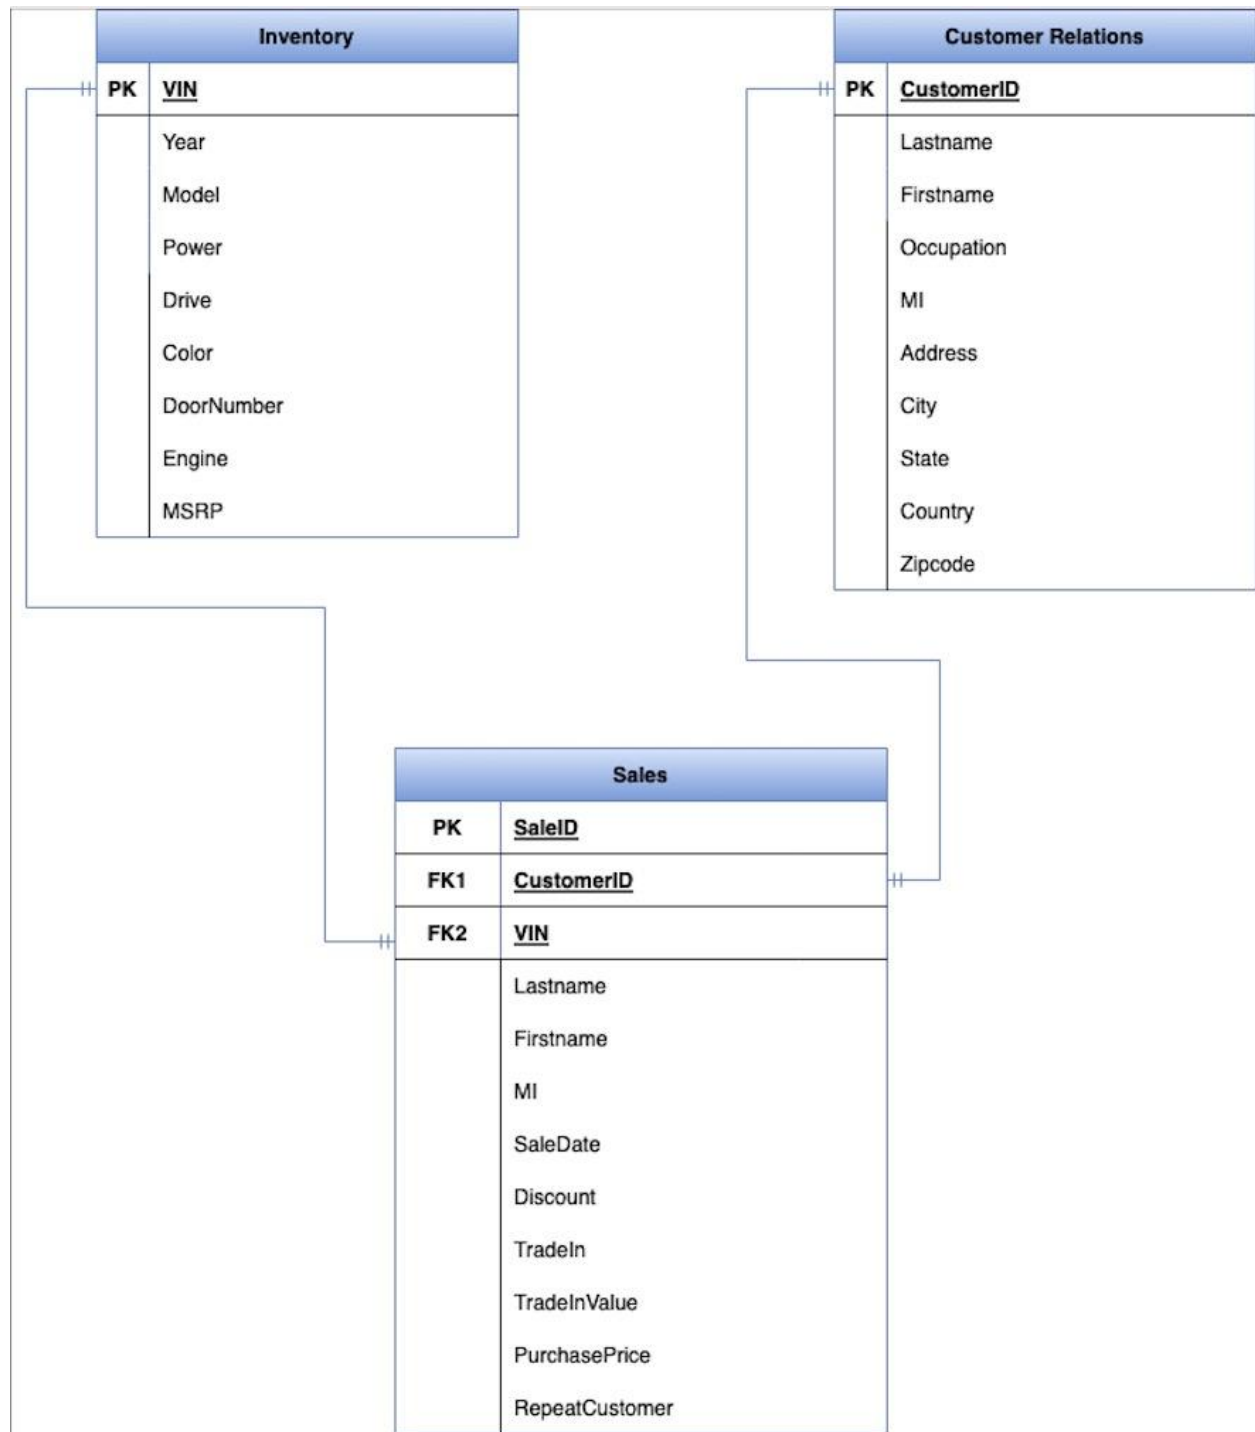 Inventory
PK VIN
Year
Model
Power
Drive
Color
DoorNumber
Engine
MSRP
Customer Relations
PK CustomerID
Lastname
Firstname
Occupation
MI
Address
City
State
Country
Zipcode
Sales
PK SaleID
FK1 CustomerID
FK2 VIN
Lastname
Firstname
MI
SaleDate
Discount
TradeIn
TradeInValue
PurchasePrice
RepeatCustomer